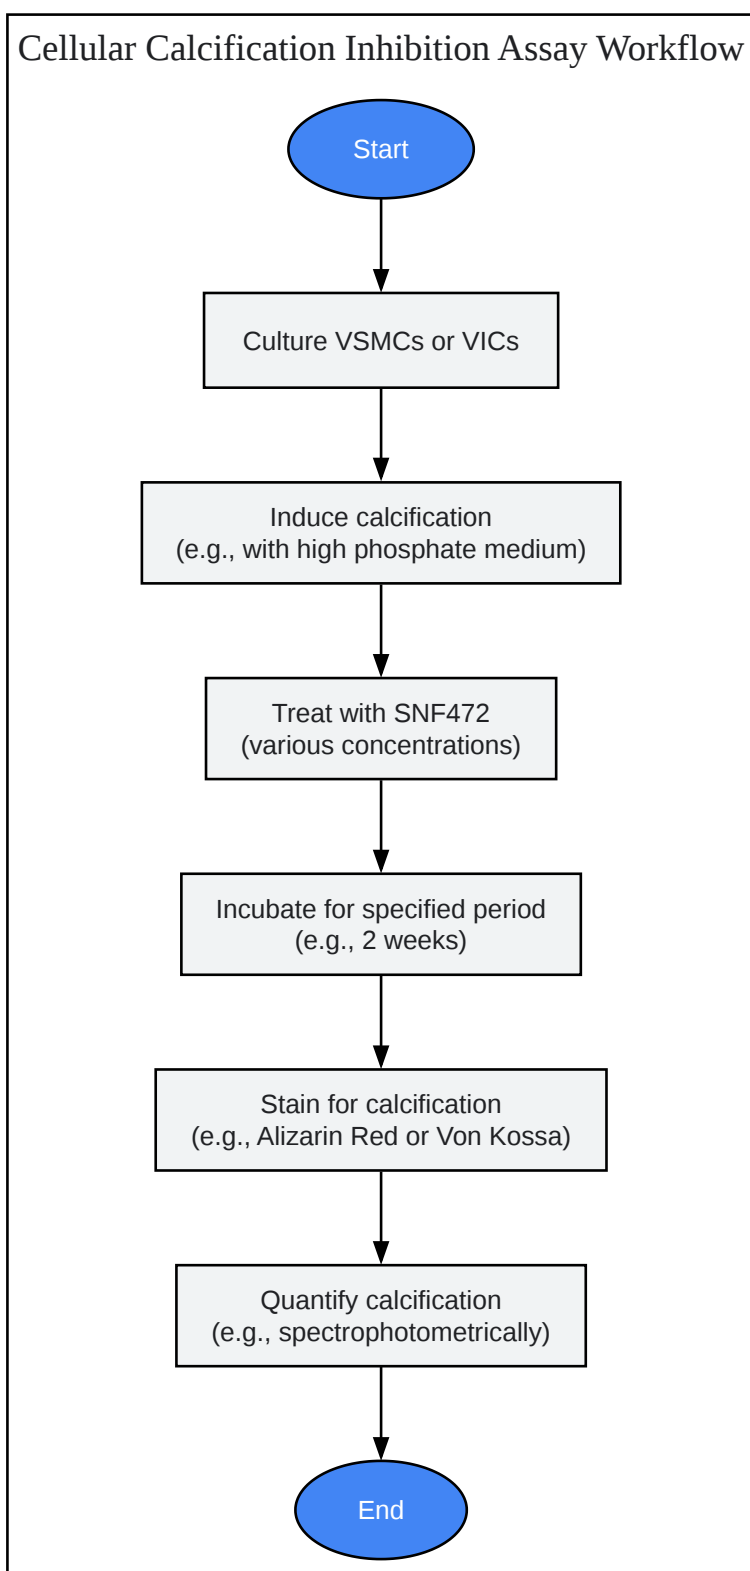 Cellular Calcification Inhibition Assay Workflow
Start
Culture VSMCs or VICs
Induce calcification
(e.g., with high phosphate medium)
Treat with SNF472
(various concentrations)
Incubate for specified period
(e.g., 2 weeks)
Stain for calcification
(e.g., Alizarin Red or Von Kossa)
Quantify calcification
(e.g., spectrophotometrically)
End